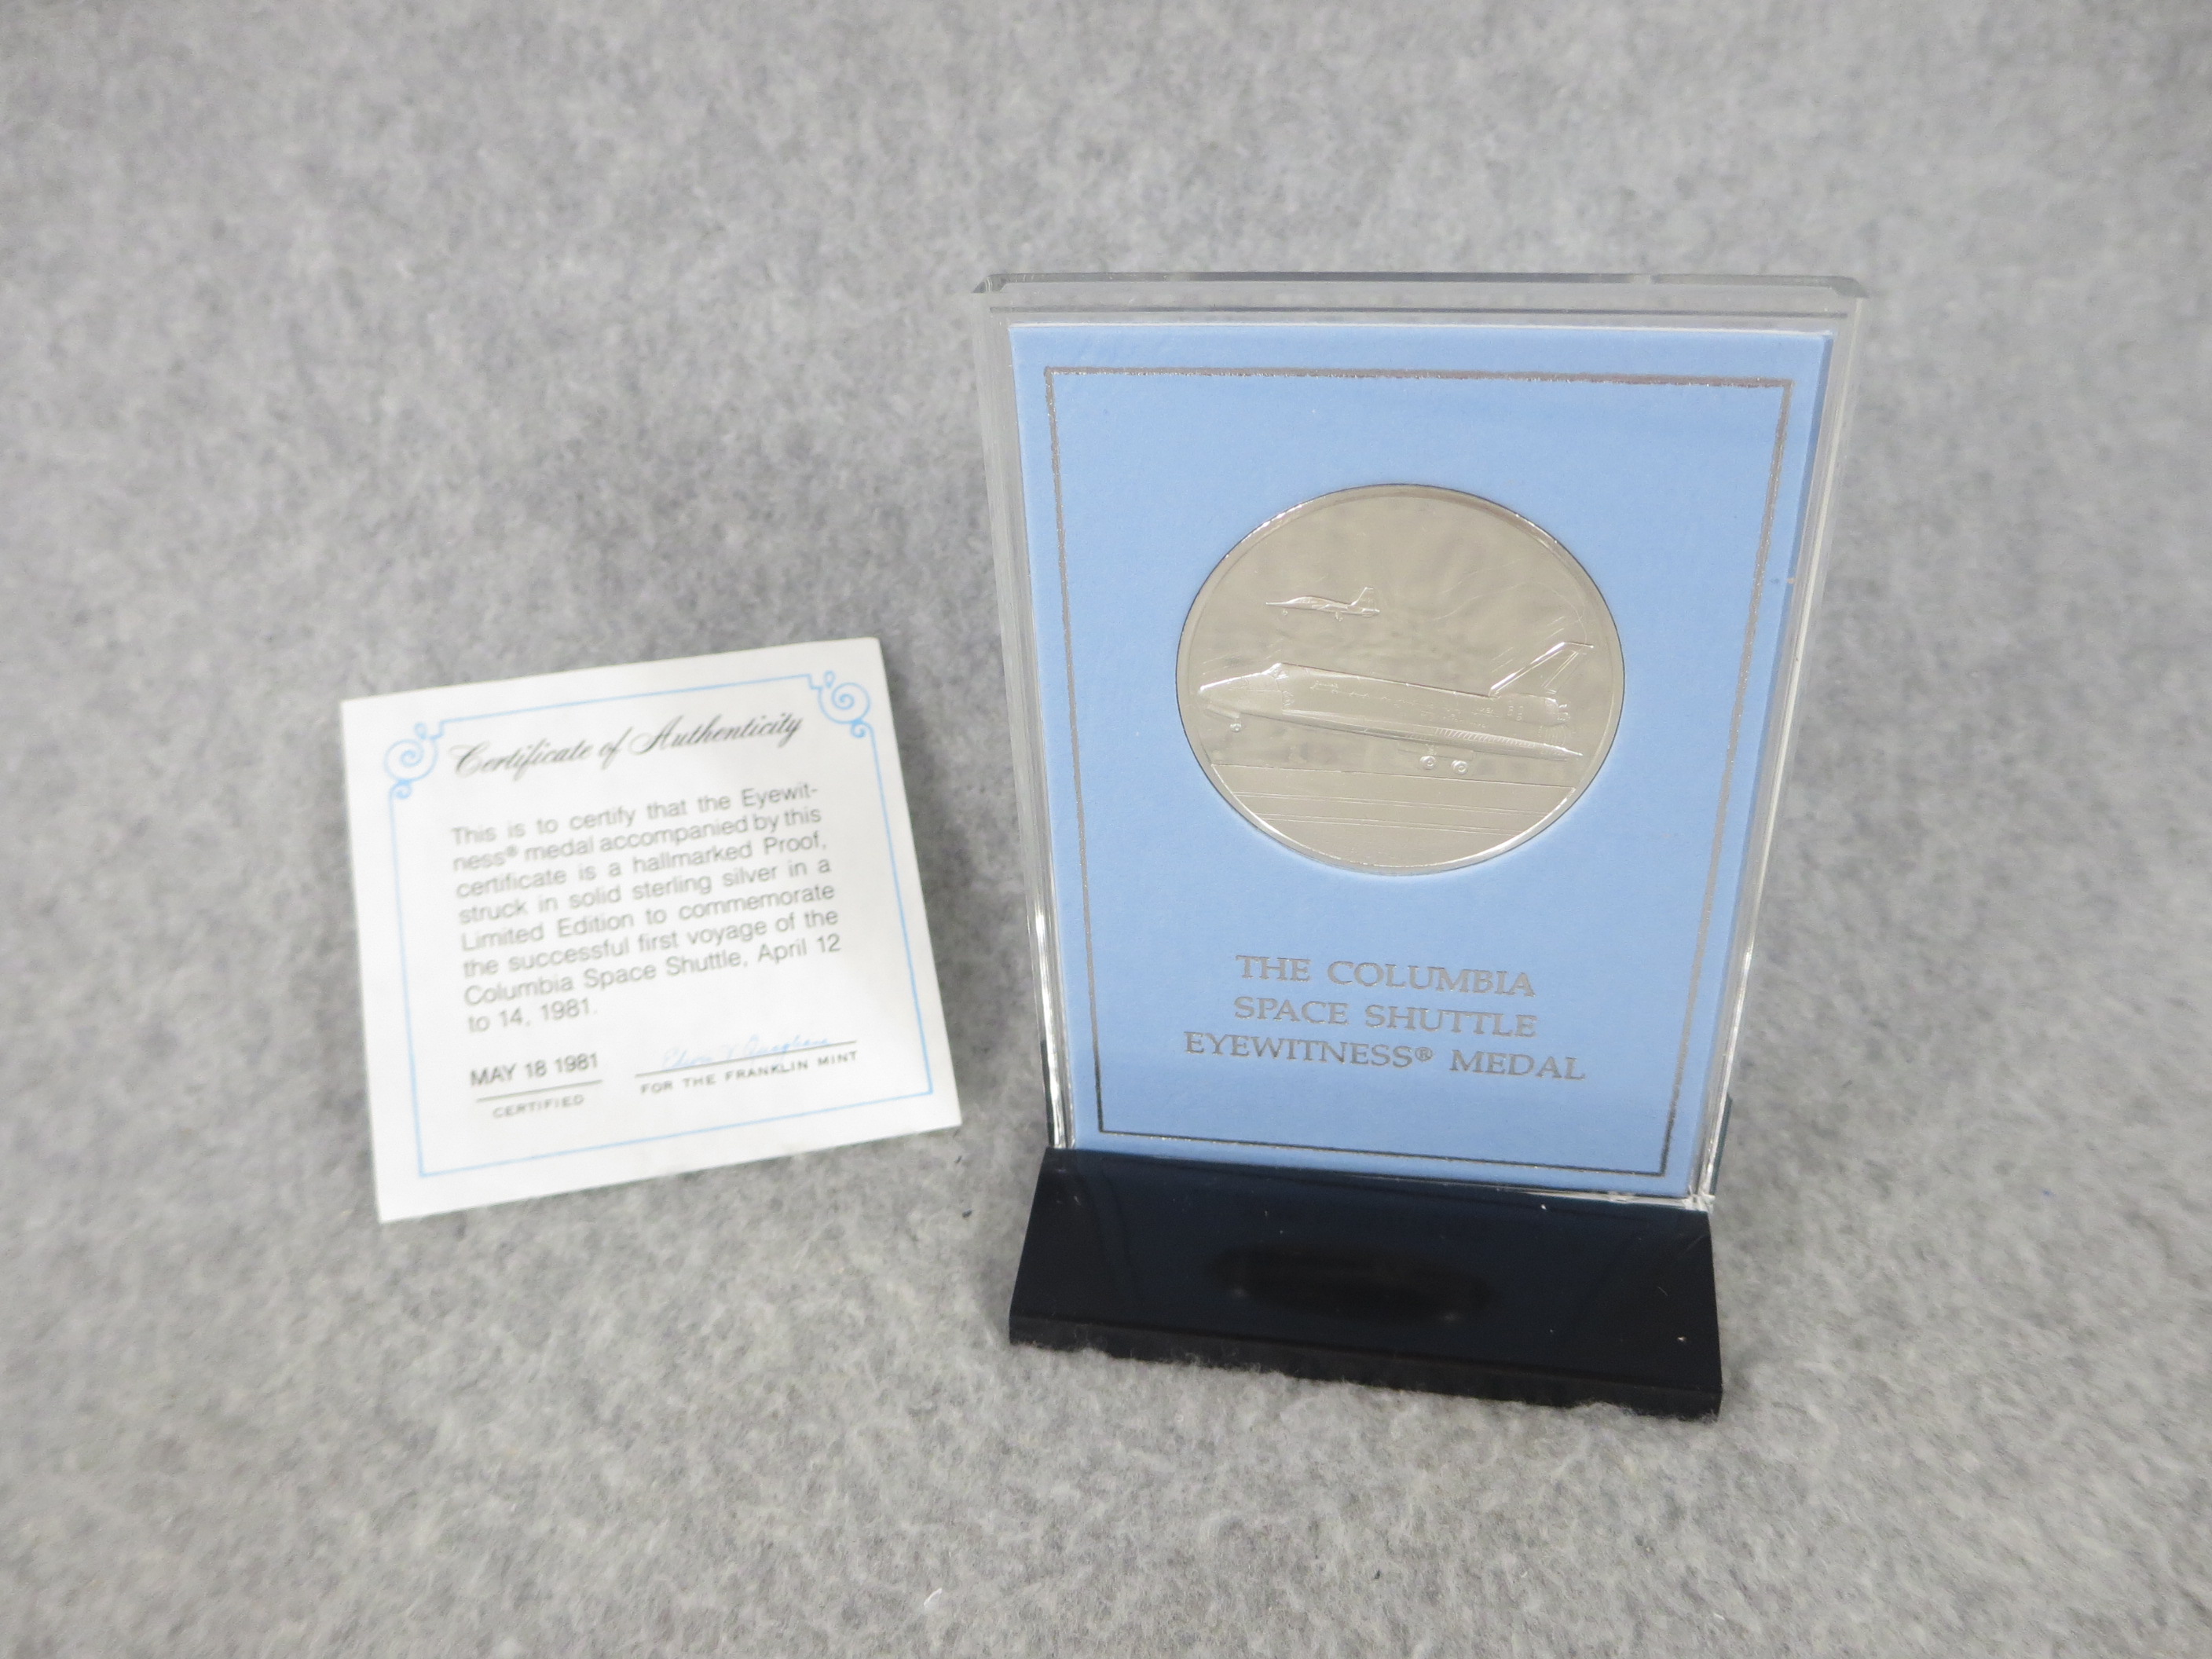 Certificate of Authenticity
This is to certify that the Eyewit-
ness® medal accompanied by this
certificate is a hallmarked Proof,
struck in solid sterling silver in a
Limited Edition to commemorate
the successful first voyage of the
Columbia Space Shuttle, April 12
to 14, 1981.
MAY 18 1981
CERTIFIED
FOR THE FRANKLIN MINT
THE COLUMBIA
SPACE SHUTTLE
EYEWITNESS® MEDAL